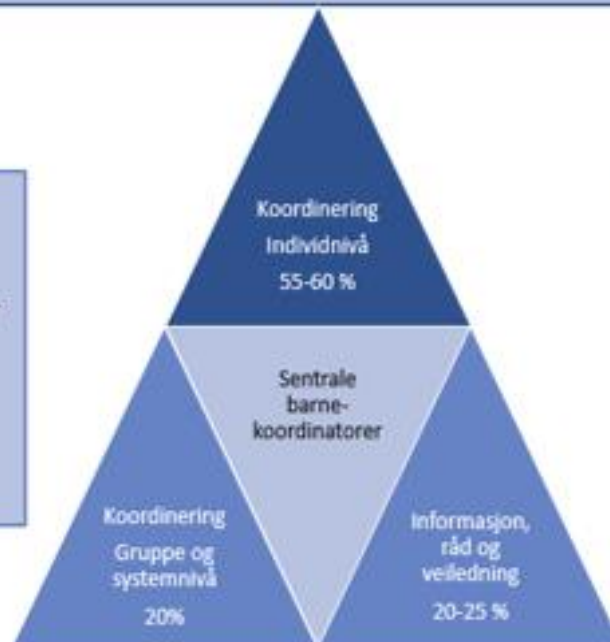 Koordinering
Individnivå
55-60 %
Sentrale
barne-
koordinatorer
Koordinering
Gruppe og
systemnivå
20%
Informasjon,
råd og
veiledning
20-25 %